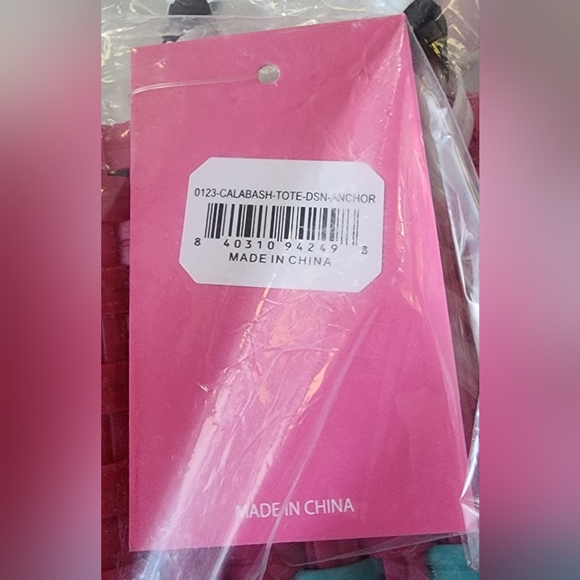 0123-CALABASH-TOTE-DSN-ANCHOR
8 40310 94249 8
MADE IN CHINA
MADE IN CHINA